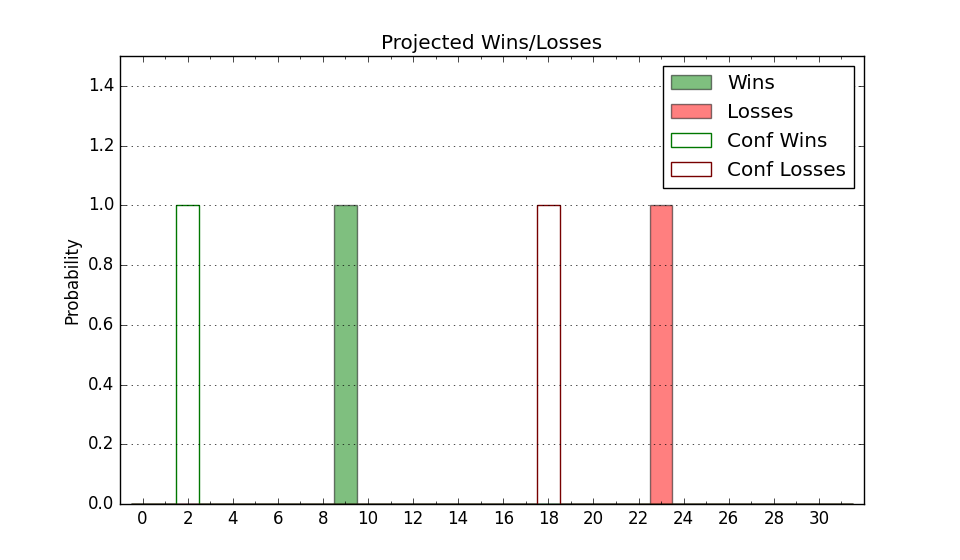 Projected Wins/Losses
Wins
Losses
Conf Wins
Conf Losses
Probability
1.4
1.2
1.0
0.8
0.6
0.4
0.2
0.0
0 2 4 6 8 10 12 14 16 18 20 22 24 26 28 30